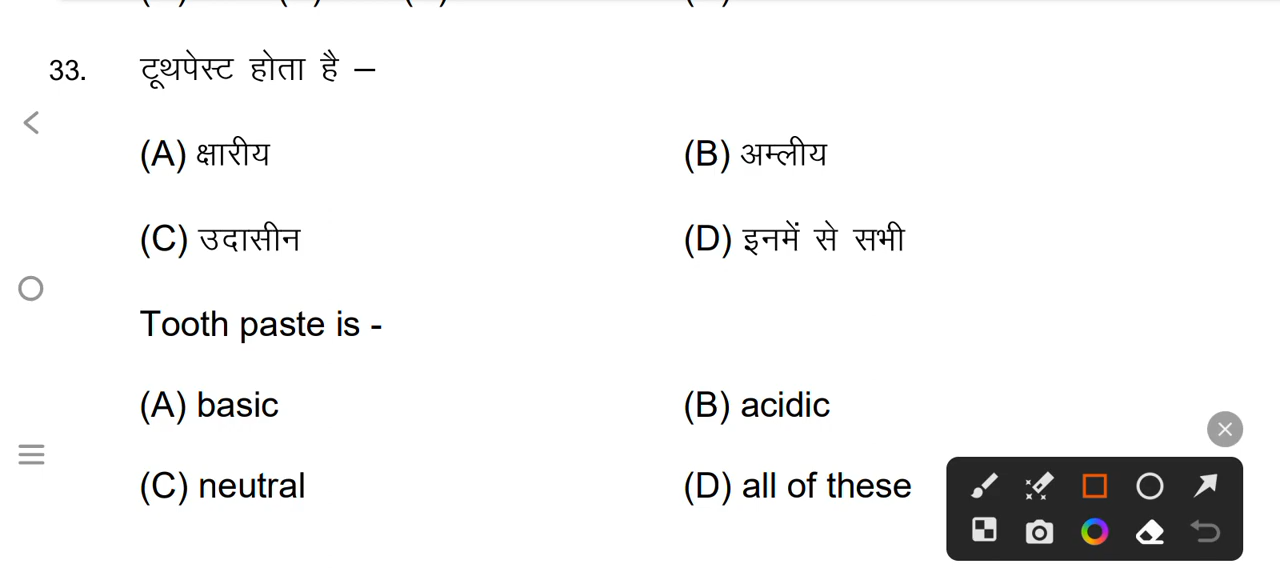 33. टूथपेस्ट होता है –
(A) क्षारीय (B) अम्लीय
(C) उदासीन (D) इनमें से सभी
Tooth paste is -
(A) basic (B) acidic
(C) neutral (D) all of these